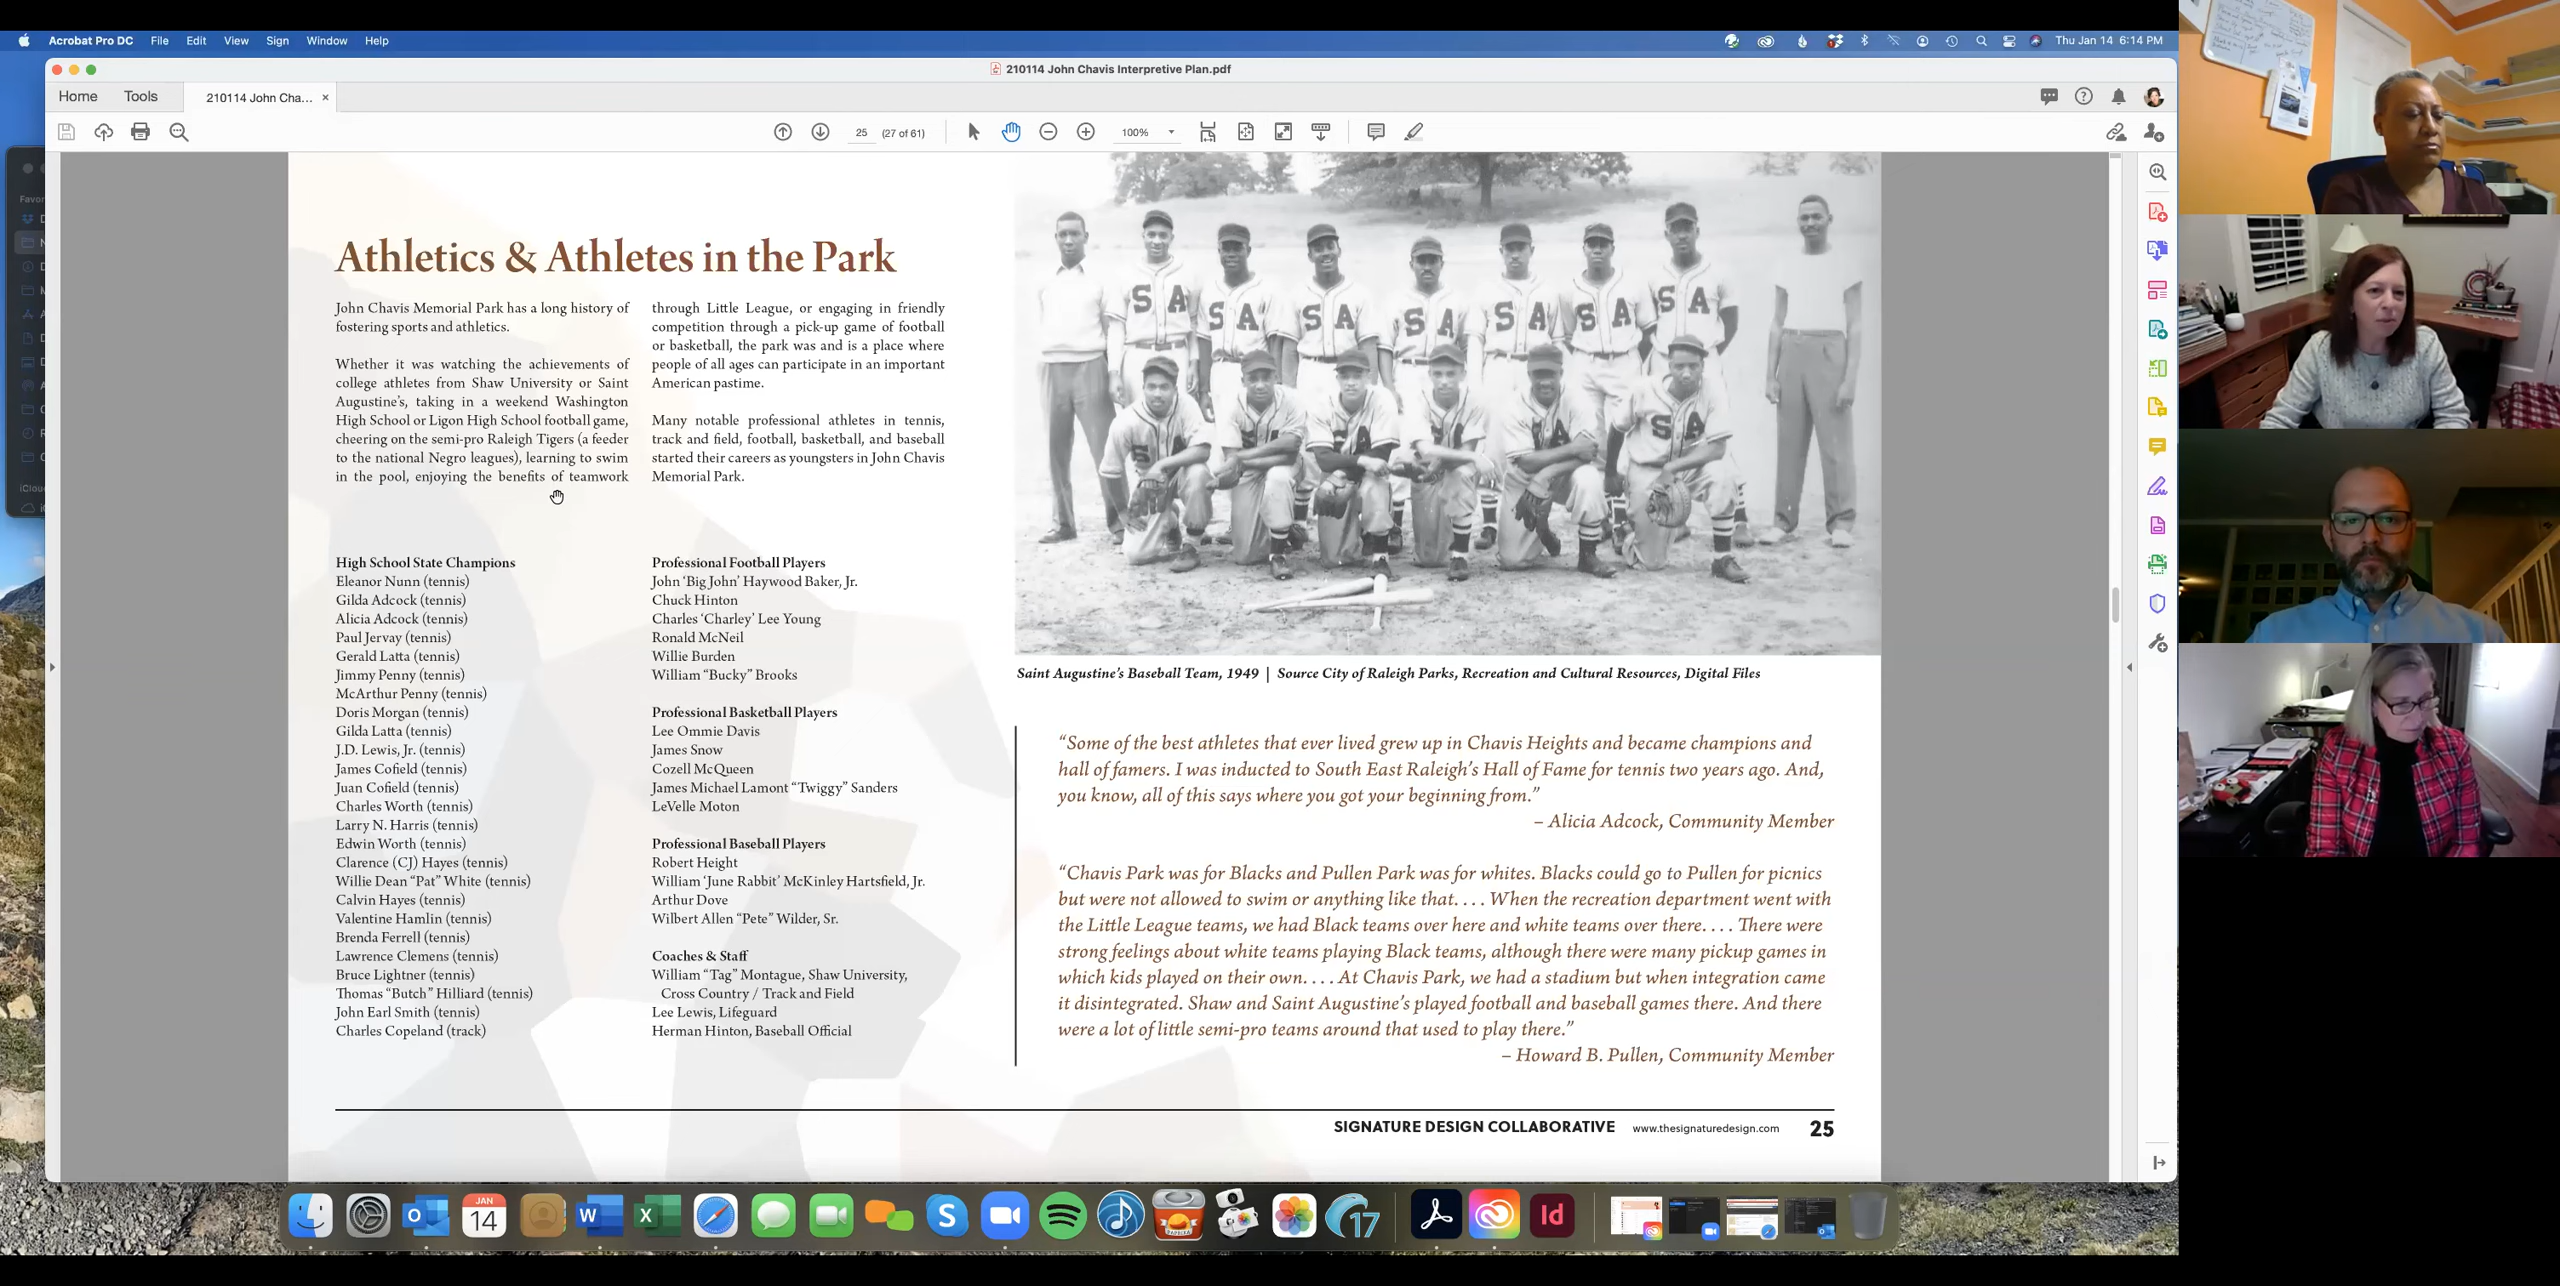 Acrobat Pro DC File Edit View Sign Window Help
Thu Jan 14 6:14 PM
210114 John Chavis Interpretive Plan.pdf
Home Tools 210114 John Cha... ×
25 (27 of 61) 100%
Favor
iClou
Athletics & Athletes in the Park
John Chavis Memorial Park has a long history of
fostering sports and athletics.
Whether it was watching the achievements of
college athletes from Shaw University or Saint
Augustine's, taking in a weekend Washington
High School or Ligon High School football game,
cheering on the semi-pro Raleigh Tigers (a feeder
to the national Negro leagues), learning to swim
in the pool, enjoying the benefits of teamwork
through Little League, or engaging in friendly
competition through a pick-up game of football
or basketball, the park was and is a place where
people of all ages can participate in an important
American pastime.
Many notable professional athletes in tennis,
track and field, football, basketball, and baseball
started their careers as youngsters in John Chavis
Memorial Park.
High School State Champions
Eleanor Nunn (tennis)
Gilda Adcock (tennis)
Alicia Adcock (tennis)
Paul Jervay (tennis)
Gerald Latta (tennis)
Jimmy Penny (tennis)
McArthur Penny (tennis)
Doris Morgan (tennis)
Gilda Latta (tennis)
J.D. Lewis, Jr. (tennis)
James Cofield (tennis)
Juan Cofield (tennis)
Charles Worth (tennis)
Larry N. Harris (tennis)
Edwin Worth (tennis)
Clarence (CJ) Hayes (tennis)
Willie Dean “Pat” White (tennis)
Calvin Hayes (tennis)
Valentine Hamlin (tennis)
Brenda Ferrell (tennis)
Lawrence Clemens (tennis)
Bruce Lightner (tennis)
Thomas “Butch” Hilliard (tennis)
John Earl Smith (tennis)
Charles Copeland (track)
Professional Football Players
John ‘Big John’ Haywood Baker, Jr.
Chuck Hinton
Charles ‘Charley’ Lee Young
Ronald McNeil
Willie Burden
William “Bucky” Brooks
Professional Basketball Players
Lee Ommie Davis
James Snow
Cozell McQueen
James Michael Lamont “Twiggy” Sanders
LeVelle Moton
Professional Baseball Players
Robert Height
William ‘June Rabbit’ McKinley Hartsfield, Jr.
Arthur Dove
Wilbert Allen “Pete” Wilder, Sr.
Coaches & Staff
William “Tag” Montague, Shaw University,
Cross Country / Track and Field
Lee Lewis, Lifeguard
Herman Hinton, Baseball Official
SA SA SA SA SA SA SA
SA
Saint Augustine's Baseball Team, 1949 | Source City of Raleigh Parks, Recreation and Cultural Resources, Digital Files
“Some of the best athletes that ever lived grew up in Chavis Heights and became champions and
hall of famers. I was inducted to South East Raleigh's Hall of Fame for tennis two years ago. And,
you know, all of this says where you got your beginning from.”
– Alicia Adcock, Community Member
“Chavis Park was for Blacks and Pullen Park was for whites. Blacks could go to Pullen for picnics
but were not allowed to swim or anything like that. . . . When the recreation department went with
the Little League teams, we had Black teams over here and white teams over there. . . . There were
strong feelings about white teams playing Black teams, although there were many pickup games in
which kids played on their own. . . . At Chavis Park, we had a stadium but when integration came
it disintegrated. Shaw and Saint Augustine's played football and baseball games there. And there
were a lot of little semi-pro teams around that used to play there.”
– Howard B. Pullen, Community Member
SIGNATURE DESIGN COLLABORATIVE www.thesignaturedesign.com 25
JAN
14
W X S 17 Id